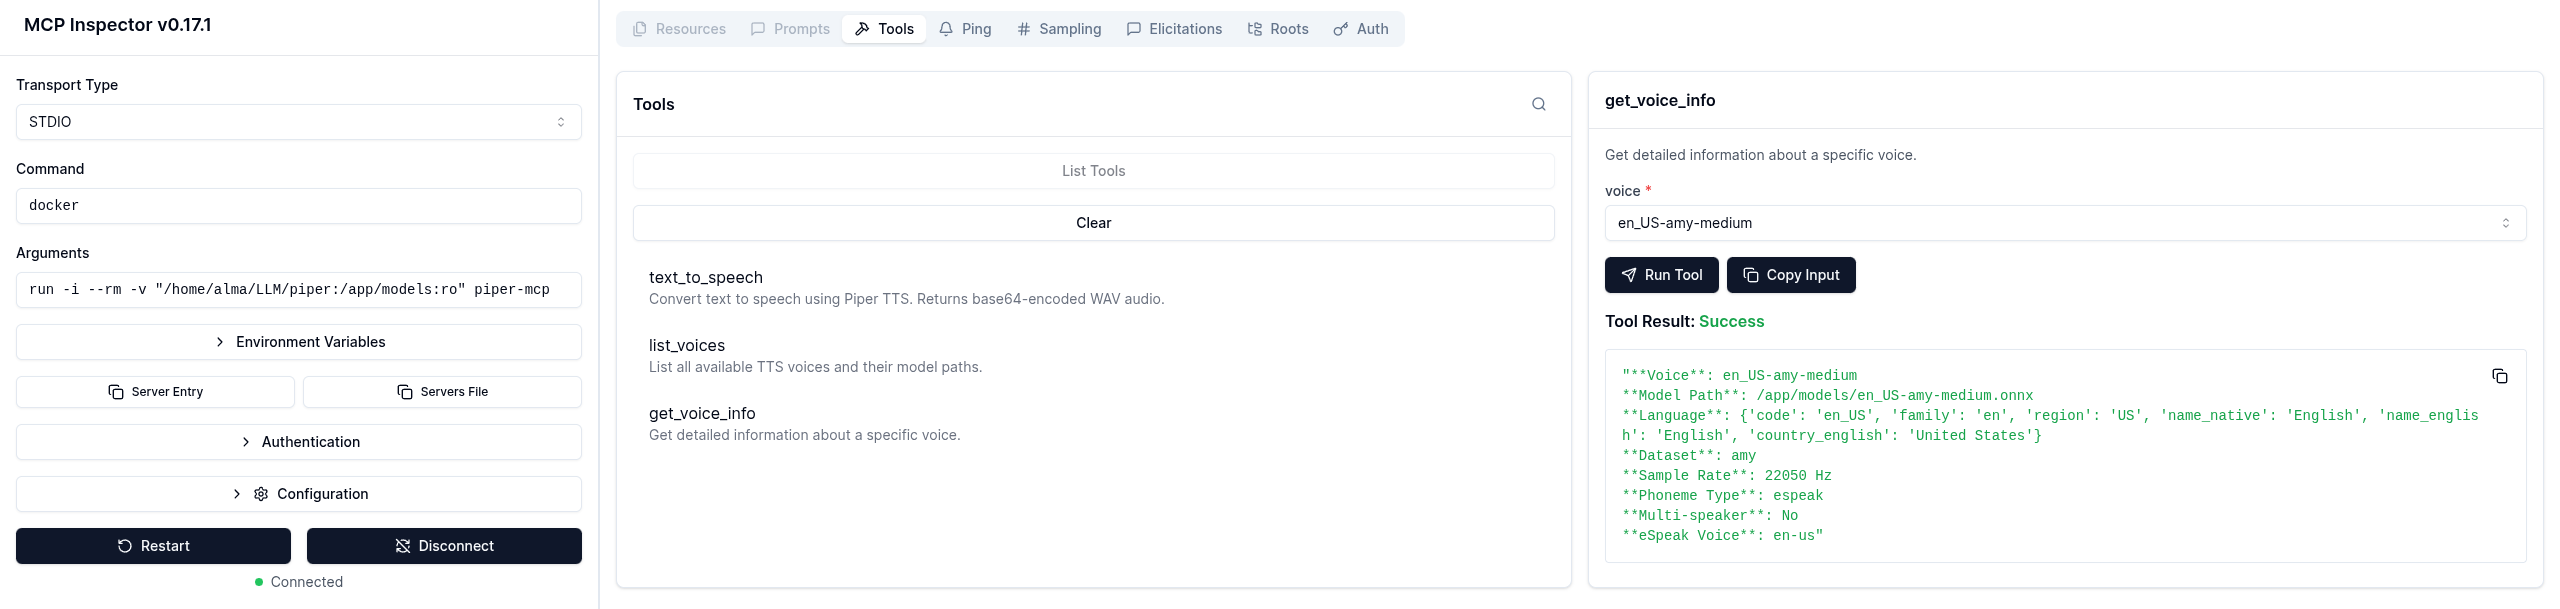 MCP Inspector v0.17.1
Transport Type
STDIO
Command
docker
Arguments
run -i --rm -v "/home/alma/LLM/piper:/app/models:ro" piper-mcp
Environment Variables
Server Entry
Servers File
Authentication
Configuration
Restart
Disconnect
Connected
Resources
Prompts
Tools
Ping
Sampling
Elicitations
Roots
Auth
Tools
List Tools
Clear
text_to_speech
Convert text to speech using Piper TTS. Returns base64-encoded WAV audio.
list_voices
List all available TTS voices and their model paths.
get_voice_info
Get detailed information about a specific voice.
get_voice_info
Get detailed information about a specific voice.
voice *
en_US-amy-medium
Run Tool
Copy Input
Tool Result: Success
"**Voice**: en_US-amy-medium
**Model Path**: /app/models/en_US-amy-medium.onnx
**Language**: {'code': 'en_US', 'family': 'en', 'region': 'US', 'name_native': 'English', 'name_englis
h': 'English', 'country_english': 'United States'}
**Dataset**: amy
**Sample Rate**: 22050 Hz
**Phoneme Type**: espeak
**Multi-speaker**: No
**eSpeak Voice**: en-us"